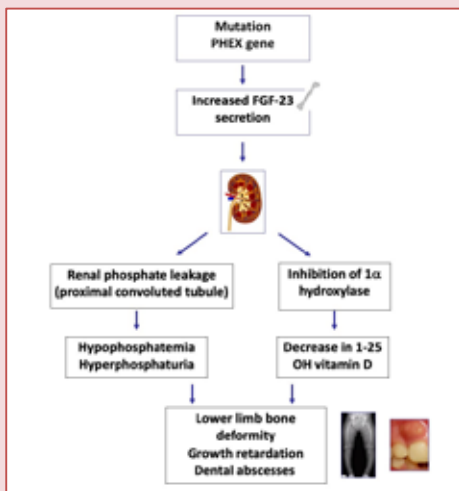 Mutation
PHEX gene
Increased FGF-23
secretion
Renal phosphate leakage
(proximal convoluted tubule)
Inhibition of 1α
hydroxylase
Hypophosphatemia
Hyperphosphaturia
Decrease in 1-25
OH vitamin D
Lower limb bone
deformity
Growth retardation
Dental abscesses